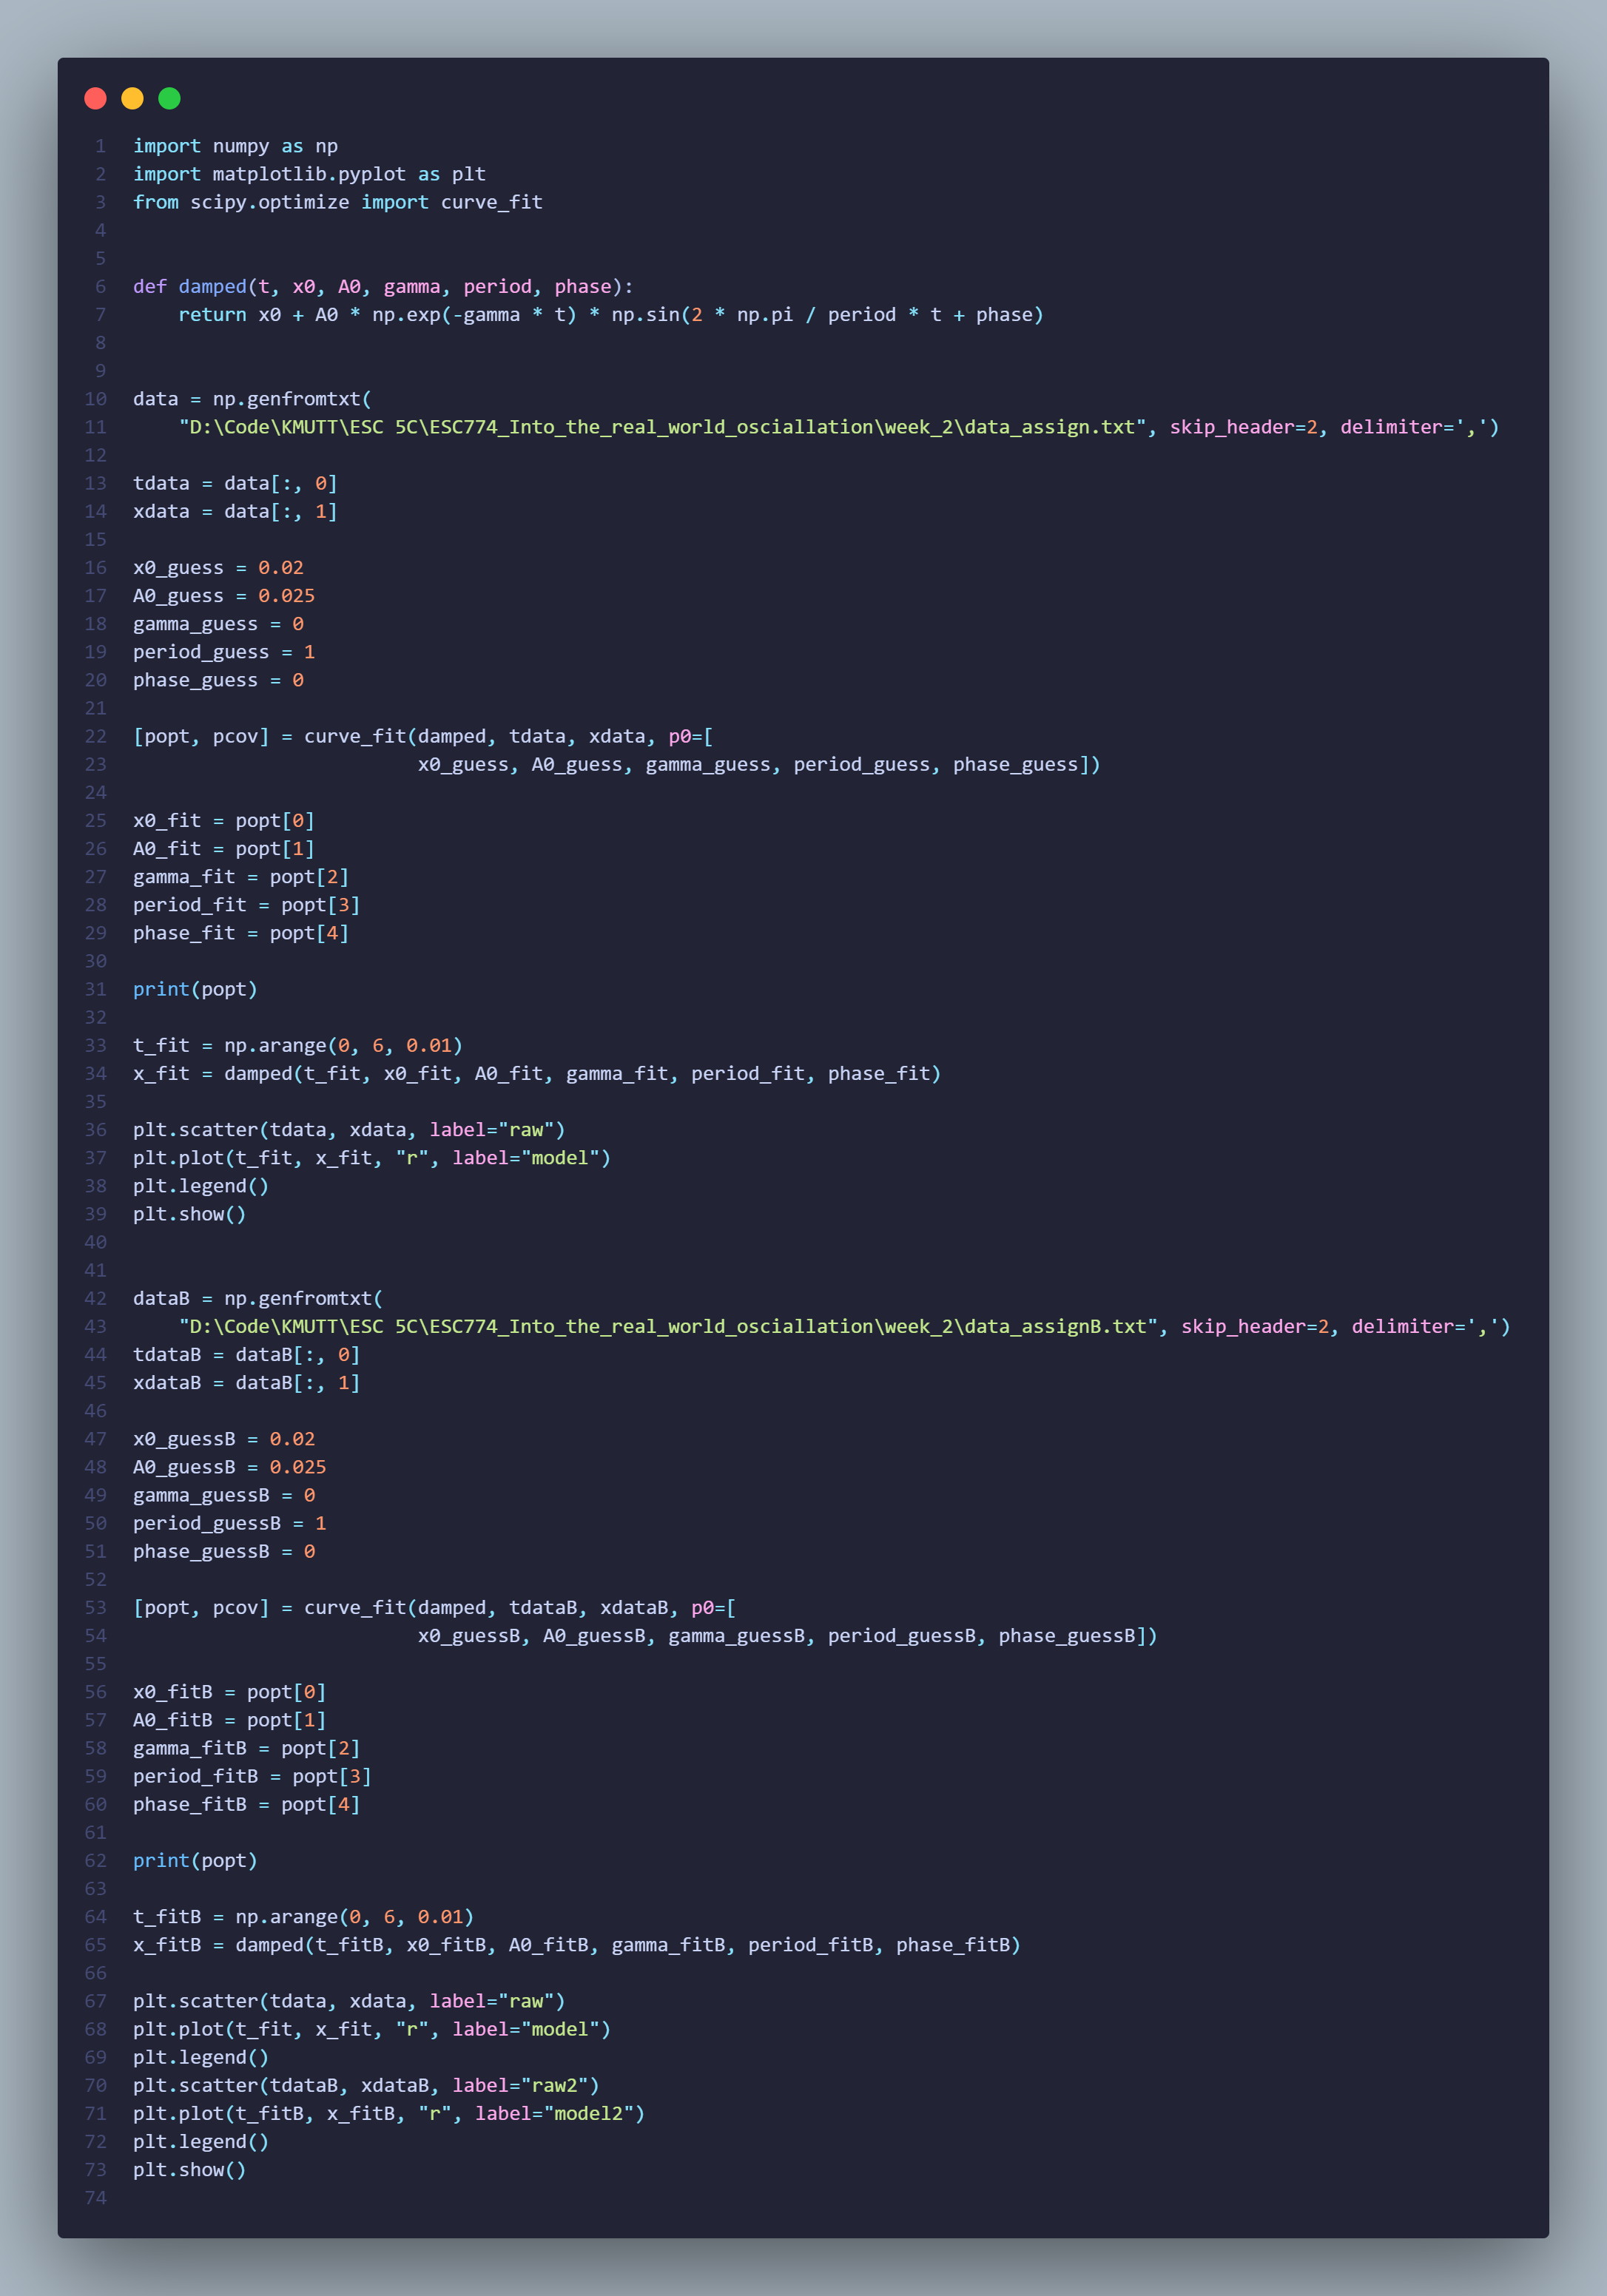 1 import numpy as np
2 import matplotlib.pyplot as plt
3 from scipy.optimize import curve_fit
4
5
6 def damped(t, x0, A0, gamma, period, phase):
7     return x0 + A0 * np.exp(-gamma * t) * np.sin(2 * np.pi / period * t + phase)
8
9
10 data = np.genfromtxt(
11     "D:\Code\KMUTT\ESC 5C\ESC774_Into_the_real_world_osciallation\week_2\data_assign.txt", skip_header=2, delimiter=',')
12
13 tdata = data[:, 0]
14 xdata = data[:, 1]
15
16 x0_guess = 0.02
17 A0_guess = 0.025
18 gamma_guess = 0
19 period_guess = 1
20 phase_guess = 0
21
22 [popt, pcov] = curve_fit(damped, tdata, xdata, p0=[
23                          x0_guess, A0_guess, gamma_guess, period_guess, phase_guess])
24
25 x0_fit = popt[0]
26 A0_fit = popt[1]
27 gamma_fit = popt[2]
28 period_fit = popt[3]
29 phase_fit = popt[4]
30
31 print(popt)
32
33 t_fit = np.arange(0, 6, 0.01)
34 x_fit = damped(t_fit, x0_fit, A0_fit, gamma_fit, period_fit, phase_fit)
35
36 plt.scatter(tdata, xdata, label="raw")
37 plt.plot(t_fit, x_fit, "r", label="model")
38 plt.legend()
39 plt.show()
40
41
42 dataB = np.genfromtxt(
43     "D:\Code\KMUTT\ESC 5C\ESC774_Into_the_real_world_osciallation\week_2\data_assignB.txt", skip_header=2, delimiter=',')
44 tdataB = dataB[:, 0]
45 xdataB = dataB[:, 1]
46
47 x0_guessB = 0.02
48 A0_guessB = 0.025
49 gamma_guessB = 0
50 period_guessB = 1
51 phase_guessB = 0
52
53 [popt, pcov] = curve_fit(damped, tdataB, xdataB, p0=[
54                          x0_guessB, A0_guessB, gamma_guessB, period_guessB, phase_guessB])
55
56 x0_fitB = popt[0]
57 A0_fitB = popt[1]
58 gamma_fitB = popt[2]
59 period_fitB = popt[3]
60 phase_fitB = popt[4]
61
62 print(popt)
63
64 t_fitB = np.arange(0, 6, 0.01)
65 x_fitB = damped(t_fitB, x0_fitB, A0_fitB, gamma_fitB, period_fitB, phase_fitB)
66
67 plt.scatter(tdata, xdata, label="raw")
68 plt.plot(t_fit, x_fit, "r", label="model")
69 plt.legend()
70 plt.scatter(tdataB, xdataB, label="raw2")
71 plt.plot(t_fitB, x_fitB, "r", label="model2")
72 plt.legend()
73 plt.show()
74